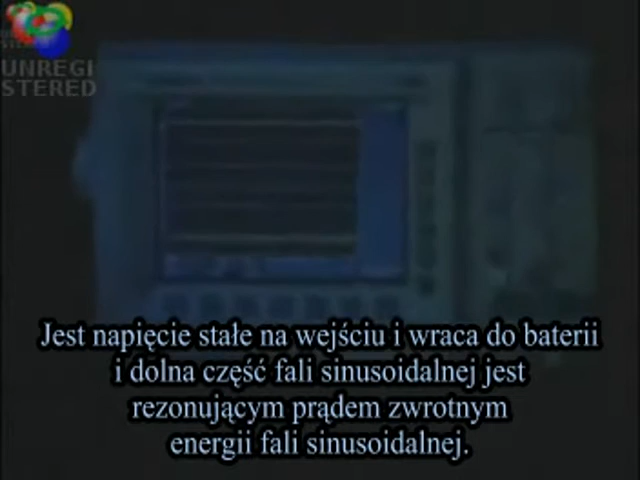 UNREGI
STERED
Jest napięcie stałe na wejściu i wraca do baterii
i dolna część fali sinusoidalnej jest
rezonującym prądem zwrotnym
energii fali sinusoidalnej.